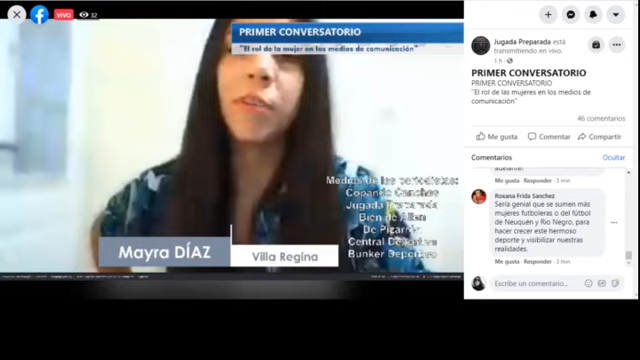 VIVO
32
PRIMER CONVERSATORIO
"El rol de la mujer en los medios de comunicación"
Medios de los periodistas:
Copando Canchas
Jugada Preparada
Bien de Allen
De Pizarrón
Central Deportiva
Bunker Deportivo
Mayra DÍAZ
Villa Regina
Jugada Preparada está
transmitiendo en vivo.
1 h ·
PRIMER CONVERSATORIO
PRIMER CONVERSATORIO
"El rol de las mujeres en los medios de
comunicación"
46 comentarios
Me gusta
Comentar
Compartir
Comentarios
Ocultar
adelante!
Me gusta · Responder · 3 min
Roxana Frida Sanchez
Sería genial que se sumen más
mujeres futboleras o del fútbol
de Neuquén y Río Negro, para
hacer crecer este hermoso
deporte y visibilizar nuestras
realidades.
Me gusta · Responder · 2 min
Escribe un comentario...